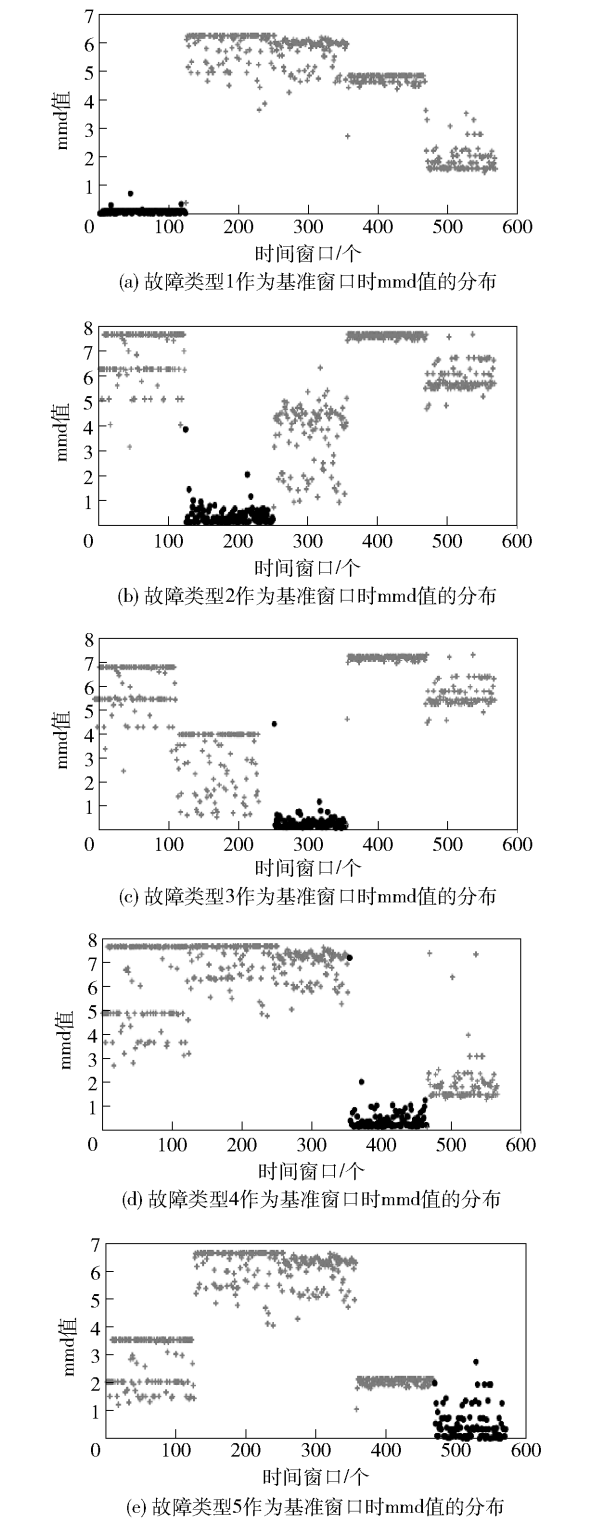 7
6
5
4
3
2
1
0 100 200 300 400 500 600
mmd值
时间窗口/个
(a) 故障类型1作为基准窗口时mmd值的分布
8
7
6
5
4
3
2
1
0 100 200 300 400 500 600
mmd值
时间窗口/个
(b) 故障类型2作为基准窗口时mmd值的分布
8
7
6
5
4
3
2
1
0 100 200 300 400 500 600
mmd值
时间窗口/个
(c) 故障类型3作为基准窗口时mmd值的分布
8
7
6
5
4
3
2
1
0 100 200 300 400 500 600
mmd值
时间窗口/个
(d) 故障类型4作为基准窗口时mmd值的分布
7
6
5
4
3
2
1
0 100 200 300 400 500 600
mmd值
时间窗口/个
(e) 故障类型5作为基准窗口时mmd值的分布